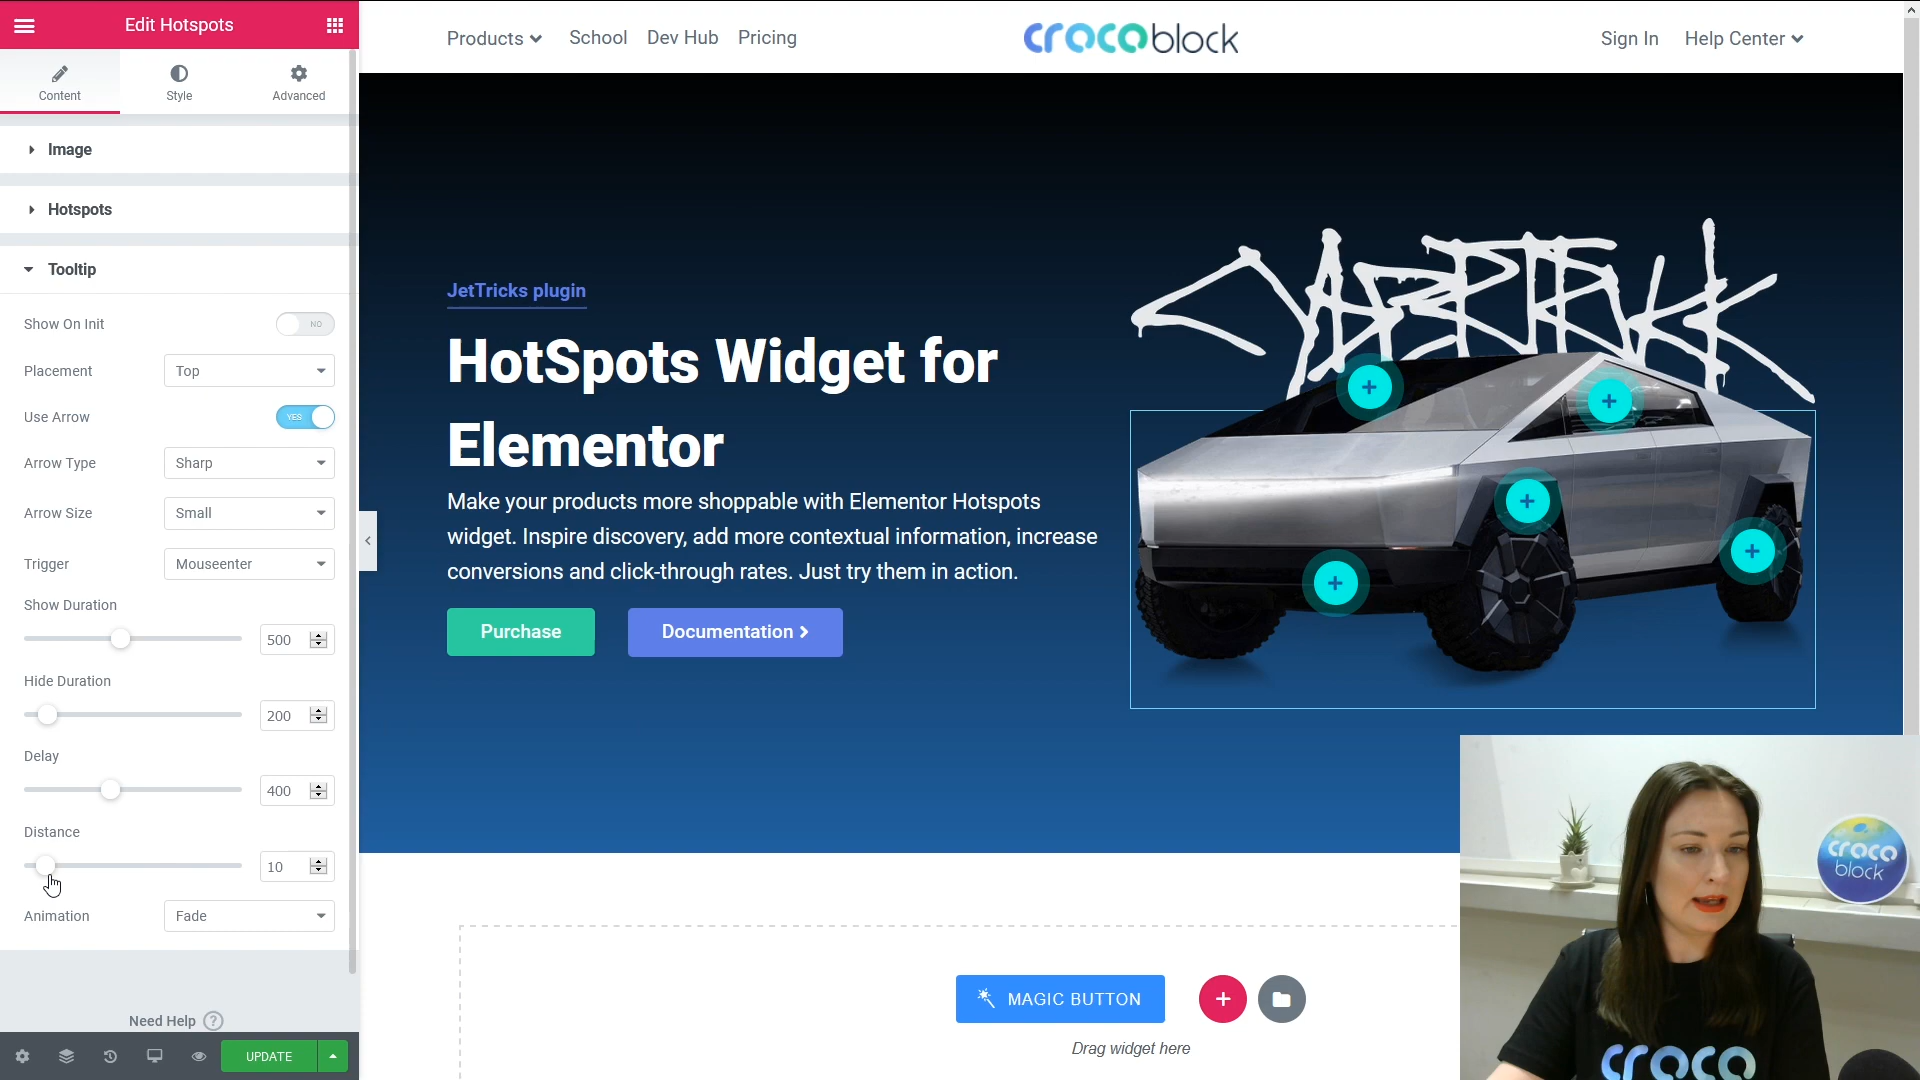 Edit Hotspots
Content
Style
Advanced
Image
Hotspots
Tooltip
Show On Init
NO
Placement
Top
Use Arrow
YES
Arrow Type
Sharp
Arrow Size
Small
Trigger
Mouseenter
Show Duration
500
Hide Duration
200
Delay
400
Distance
10
Animation
Fade
Need Help ?
UPDATE
Products
School
Dev Hub
Pricing
crocoblock
Sign In
Help Center
JetTricks plugin
HotSpots Widget for
Elementor
Make your products more shoppable with Elementor Hotspots
widget. Inspire discovery, add more contextual information, increase
conversions and click-through rates. Just try them in action.
Purchase
Documentation
CYBERTRUCK
MAGIC BUTTON
Drag widget here
croco
block
croco